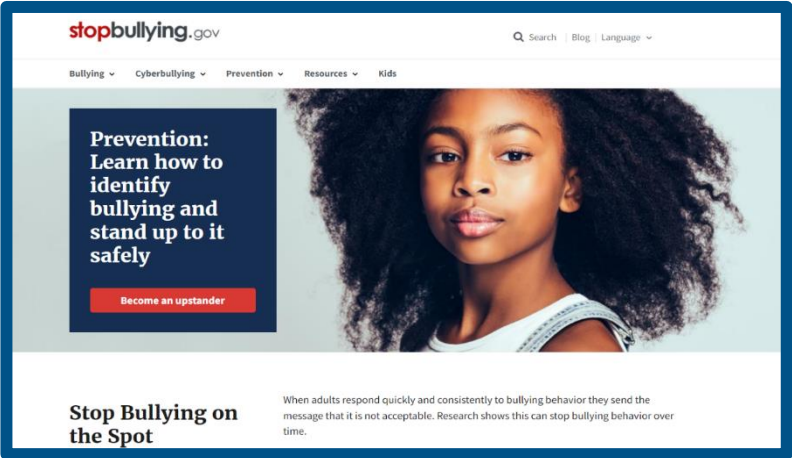 stopbullying.gov
Search | Blog | Language
Bullying Cyberbullying Prevention Resources Kids
Prevention:
Learn how to
identify
bullying and
stand up to it
safely
Become an upstander
Stop Bullying on
the Spot
When adults respond quickly and consistently to bullying behavior they send the
message that it is not acceptable. Research shows this can stop bullying behavior over
time.